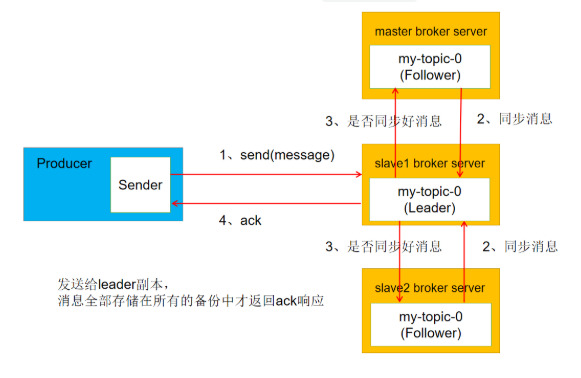 master broker server
my-topic-0
(Follower)
3、是否同步好消息
2、同步消息
Producer
Sender
1、send(message)
4、ack
slave1 broker server
my-topic-0
(Leader)
3、是否同步好消息
2、同步消息
发送给leader副本，
消息全部存储在所有的备份中才返回ack响应
slave2 broker server
my-topic-0
(Follower)